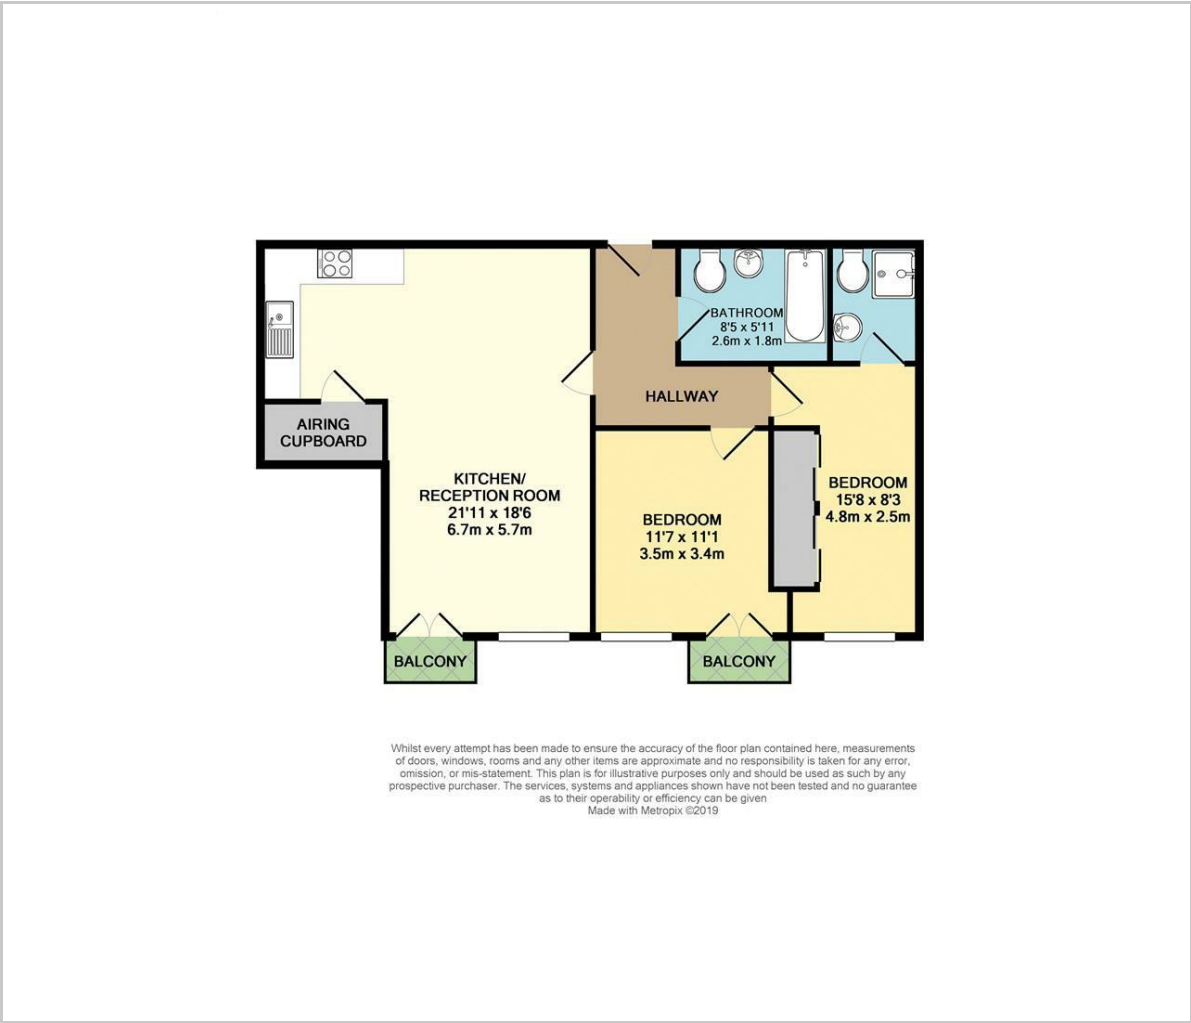 BATHROOM
8'5 x 5'11
2.6m x 1.8m
HALLWAY
AIRING
CUPBOARD
KITCHEN/
RECEPTION ROOM
21'11 x 18'6
6.7m x 5.7m
BEDROOM
11'7 x 11'1
3.5m x 3.4m
BEDROOM
15'8 x 8'3
4.8m x 2.5m
BALCONY
BALCONY
Whilst every attempt has been made to ensure the accuracy of the floor plan contained here, measurements
of doors, windows, rooms and any other items are approximate and no responsibility is taken for any error,
omission, or mis-statement. This plan is for illustrative purposes only and should be used as such by any
prospective purchaser. The services, systems and appliances shown have not been tested and no guarantee
as to their operability or efficiency can be given
Made with Metropix ©2019